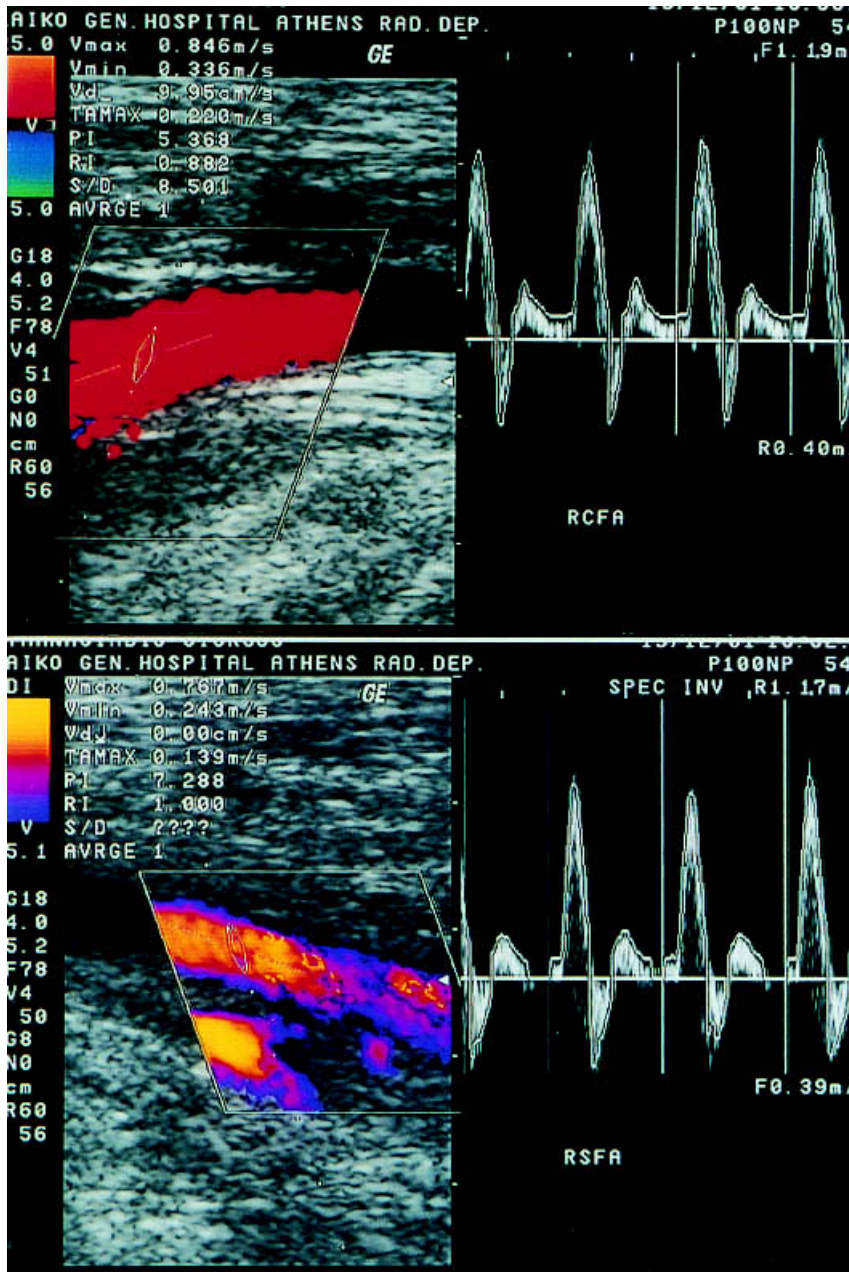 AIKO GEN.HOSPITAL ATHENS RAD.DEP.
P100NP 54
5.0 Vmax 0.846m/s
GE
F1.19m
Vmin 0.336m/s
Vd 9.95cm/s
TAMAX 0.220m/s
V
PI 5.368
RI 0.882
S/D 8.501
5.0 AVRGE 1
G18
4.0
5.2
F78
V4
51
G0
N0
cm
R60
56
R0.40m
RCFA
AIKO GEN.HOSPITAL ATHENS RAD.DEP.
P100NP 54
DI Vmax 0.767m/s
GE
SPEC INV R1.17m/
Vmin 0.243m/s
Vd 0.00cm/s
TAMAX 0.139m/s
PI 7.288
RI 1.000
V S/D ????
5.1 AVRGE 1
G18
4.0
5.2
F78
V4
50
G8
N0
cm
R60
56
F0.39m/
RSFA